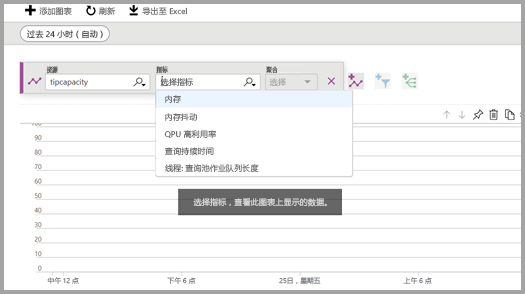 添加图表 刷新 导出至 Excel
过去 24 小时（自动）
资源 指标 聚合
tipcapacity 选择指标 选择
内存
内存抖动
QPU 高利用率
查询持续时间
线程: 查询池作业队列长度
100
90
80
70
60
50
40
30
20
10
0
选择指标，查看此图表上显示的数据。
中午 12 点 下午 6 点 25日，星期五 上午 6 点